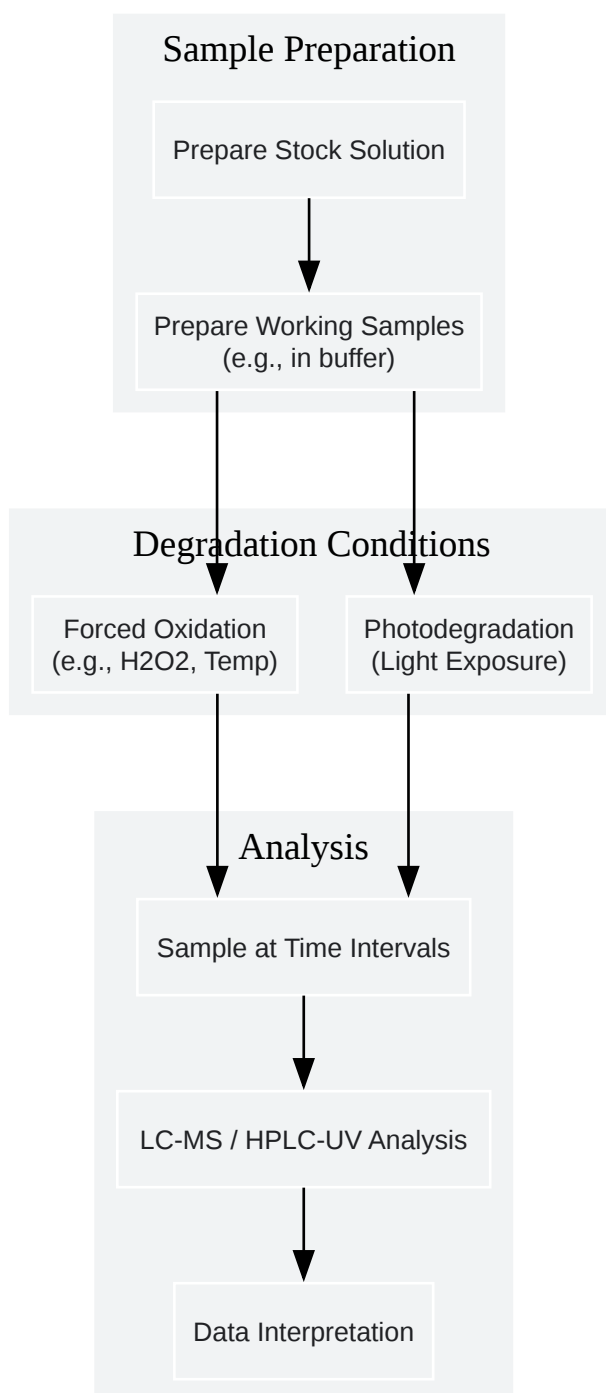 Sample Preparation
Prepare Stock Solution
Prepare Working Samples
(e.g., in buffer)
Degradation Conditions
Forced Oxidation
(e.g., H2O2, Temp)
Photodegradation
(Light Exposure)
Analysis
Sample at Time Intervals
LC-MS / HPLC-UV Analysis
Data Interpretation